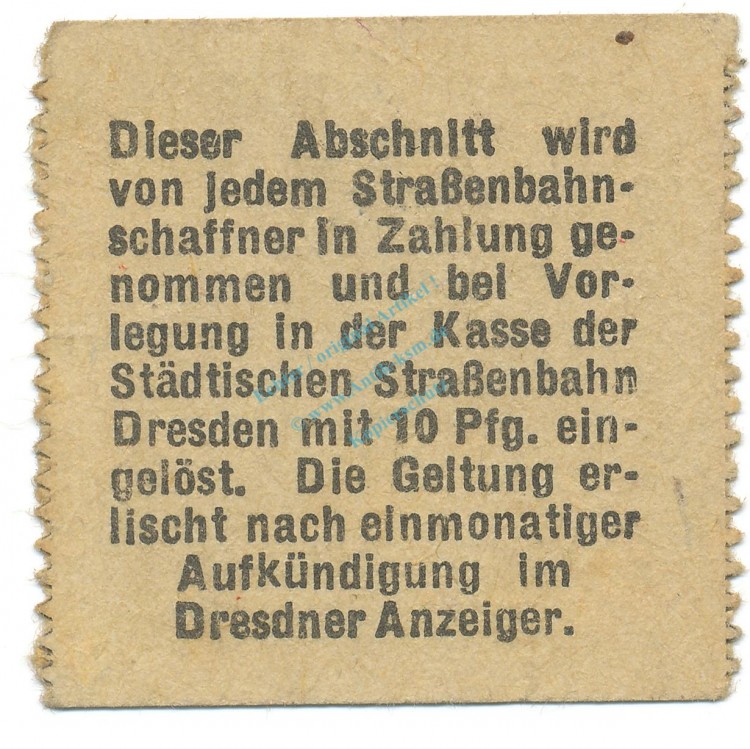 Dieser Abschnitt wird
von jedem Straßenbahn-
schaffner in Zahlung ge-
nommen und bei Vor-
legung in der Kasse der
Städtischen Straßenbahn
Dresden mit 10 Pfg. ein-
gelöst. Die Geltung er-
lischt nach einmonatiger
Aufkündigung im
Dresdner Anzeiger.